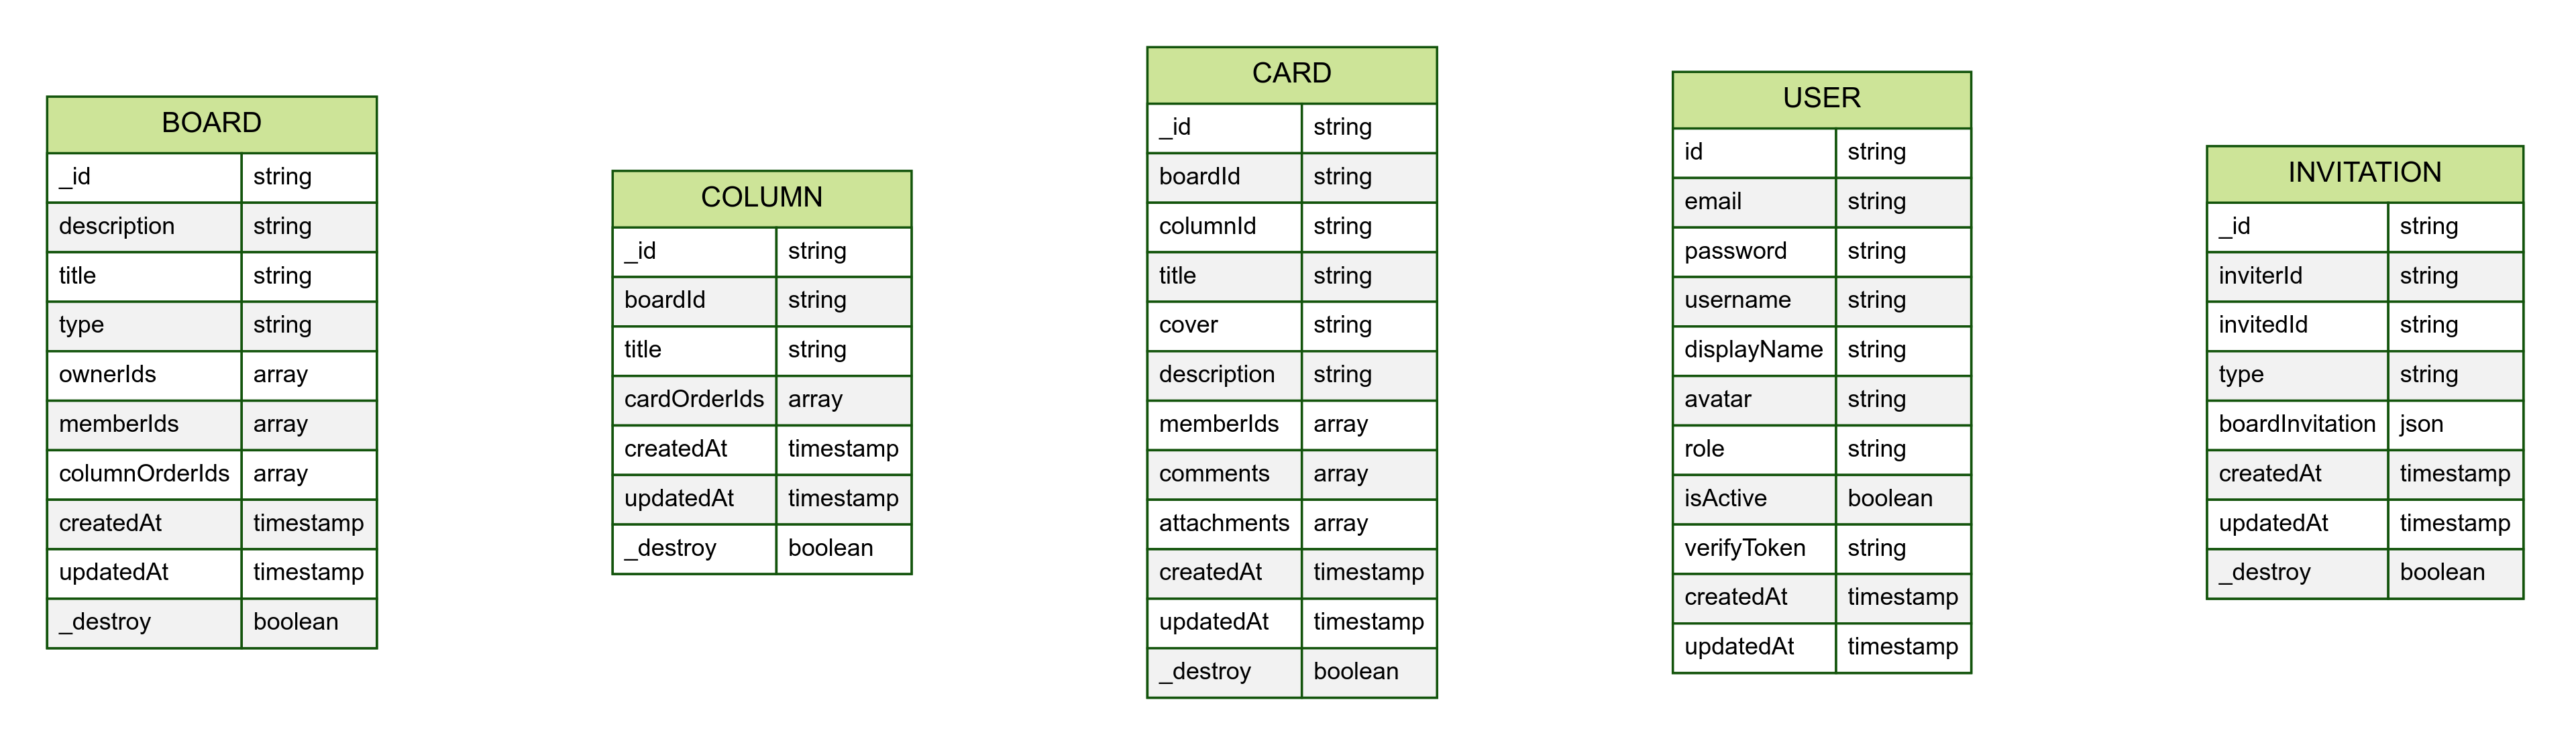 BOARD
_id string
description string
title string
type string
ownerIds array
memberIds array
columnOrderIds array
createdAt timestamp
updatedAt timestamp
_destroy boolean
COLUMN
_id string
boardId string
title string
cardOrderIds array
createdAt timestamp
updatedAt timestamp
_destroy boolean
CARD
_id string
boardId string
columnId string
title string
cover string
description string
memberIds array
comments array
attachments array
createdAt timestamp
updatedAt timestamp
_destroy boolean
USER
id string
email string
password string
username string
displayName string
avatar string
role string
isActive boolean
verifyToken string
createdAt timestamp
updatedAt timestamp
INVITATION
_id string
inviterId string
invitedId string
type string
boardInvitation json
createdAt timestamp
updatedAt timestamp
_destroy boolean